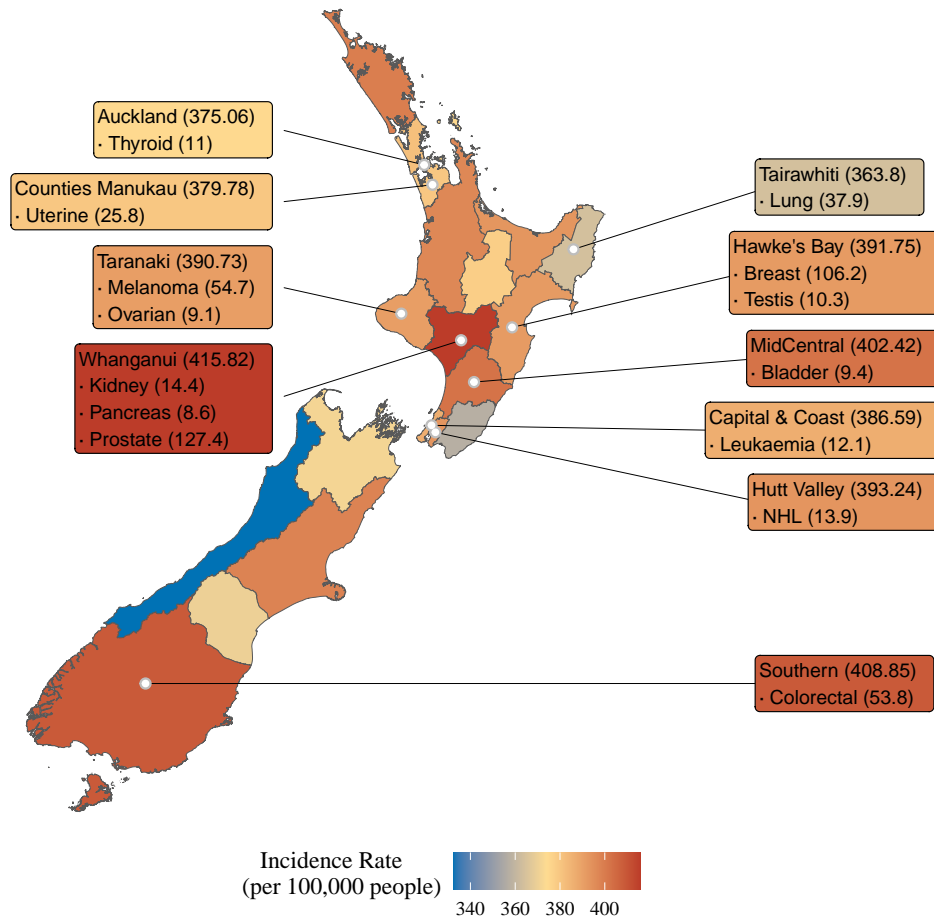 Auckland (375.06)
· Thyroid (11)
Counties Manukau (379.78)
· Uterine (25.8)
Taranaki (390.73)
· Melanoma (54.7)
· Ovarian (9.1)
Whanganui (415.82)
· Kidney (14.4)
· Pancreas (8.6)
· Prostate (127.4)
Tairawhiti (363.8)
· Lung (37.9)
Hawke's Bay (391.75)
· Breast (106.2)
· Testis (10.3)
MidCentral (402.42)
· Bladder (9.4)
Capital & Coast (386.59)
· Leukaemia (12.1)
Hutt Valley (393.24)
· NHL (13.9)
Southern (408.85)
· Colorectal (53.8)
Incidence Rate
(per 100,000 people)
340 360 380 400